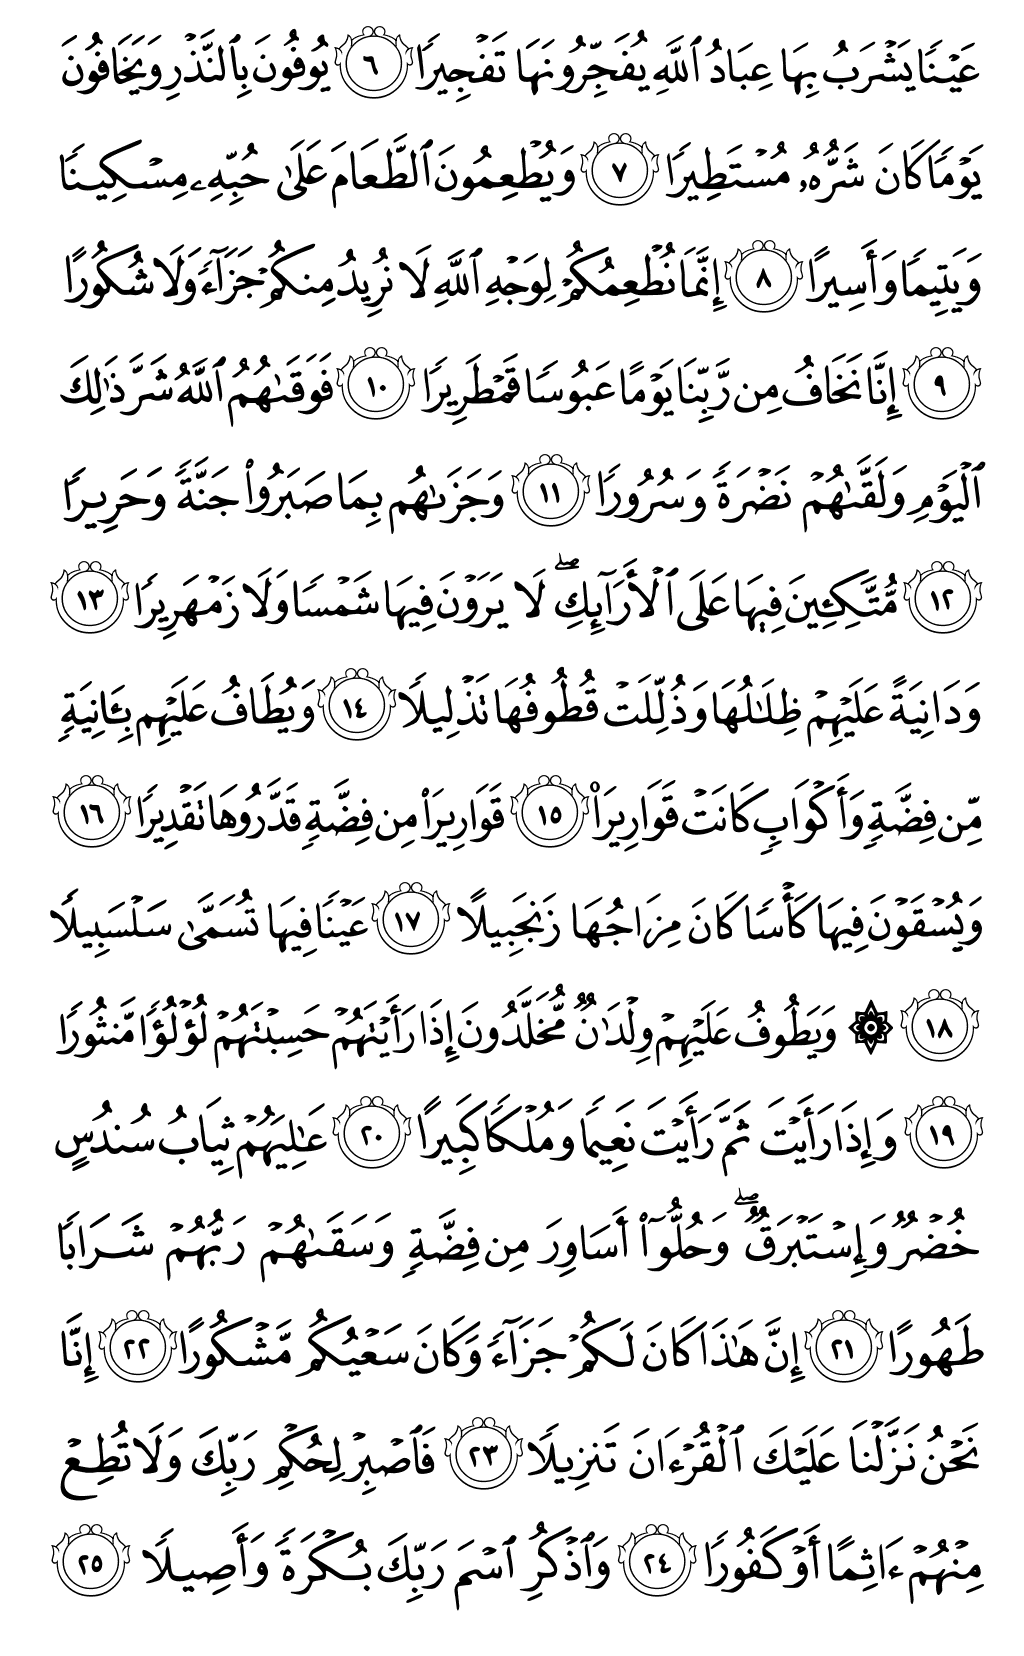 عَيْنٗا يَشۡرَبُ بِهَا عِبَادُ ٱللَّهِ يُفَجِّرُونَهَا تَفۡجِيرٗا ٦ يُوفُونَ بِٱلنَّذۡرِ وَيَخَافُونَ
يَوۡمٗا كَانَ شَرُّهُۥ مُسۡتَطِيرٗا ٧ وَيُطۡعِمُونَ ٱلطَّعَامَ عَلَىٰ حُبِّهِۦ مِسۡكِينٗا
وَيَتِيمٗا وَأَسِيرًا ٨ إِنَّمَا نُطۡعِمُكُمۡ لِوَجۡهِ ٱللَّهِ لَا نُرِيدُ مِنكُمۡ جَزَآءٗ وَلَا شُكُورًا
٩ إِنَّا نَخَافُ مِن رَّبِّنَا يَوۡمًا عَبُوسٗا قَمۡطَرِيرٗا ١٠ فَوَقَىٰهُمُ ٱللَّهُ شَرَّ ذَٰلِكَ
ٱلۡيَوۡمِ وَلَقَّىٰهُمۡ نَضۡرَةٗ وَسُرُورٗا ١١ وَجَزَىٰهُم بِمَا صَبَرُواْ جَنَّةٗ وَحَرِيرٗا
١٢ مُّتَّكِـِٔينَ فِيهَا عَلَى ٱلۡأَرَآئِكِۖ لَا يَرَوۡنَ فِيهَا شَمۡسٗا وَلَا زَمۡهَرِيرٗا ١٣
وَدَانِيَةً عَلَيۡهِمۡ ظِلَٰلُهَا وَذُلِّلَتۡ قُطُوفُهَا تَذۡلِيلٗا ١٤ وَيُطَافُ عَلَيۡهِم بِـَٔانِيَةٖ
مِّن فِضَّةٖ وَأَكۡوَابٖ كَانَتۡ قَوَارِيرَا۠ ١٥ قَوَارِيرَاْ مِن فِضَّةٖ قَدَّرُوهَا تَقۡدِيرٗا ١٦
وَيُسۡقَوۡنَ فِيهَا كَأۡسٗا كَانَ مِزَاجُهَا زَنجَبِيلًا ١٧ عَيۡنٗا فِيهَا تُسَمَّىٰ سَلۡسَبِيلٗا
١٨ ۞ وَيَطُوفُ عَلَيۡهِمۡ وِلۡدَٰنٞ مُّخَلَّدُونَ إِذَا رَأَيۡتَهُمۡ حَسِبۡتَهُمۡ لُؤۡلُؤٗا مَّنثُورٗا
١٩ وَإِذَا رَأَيۡتَ ثَمَّ رَأَيۡتَ نَعِيمٗا وَمُلۡكٗا كَبِيرًا ٢٠ عَٰلِيَهُمۡ ثِيَابُ سُندُسٍ
خُضۡرٞ وَإِسۡتَبۡرَقٞۖ وَحُلُّوٓاْ أَسَاوِرَ مِن فِضَّةٖ وَسَقَىٰهُمۡ رَبُّهُمۡ شَرَابٗا
طَهُورًا ٢١ إِنَّ هَٰذَا كَانَ لَكُمۡ جَزَآءٗ وَكَانَ سَعۡيُكُم مَّشۡكُورًا ٢٢ إِنَّا
نَحۡنُ نَزَّلۡنَا عَلَيۡكَ ٱلۡقُرۡءَانَ تَنزِيلٗا ٢٣ فَٱصۡبِرۡ لِحُكۡمِ رَبِّكَ وَلَا تُطِعۡ
مِنۡهُمۡ ءَاثِمًا أَوۡ كَفُورٗا ٢٤ وَٱذۡكُرِ ٱسۡمَ رَبِّكَ بُكۡرَةٗ وَأَصِيلٗا ٢٥